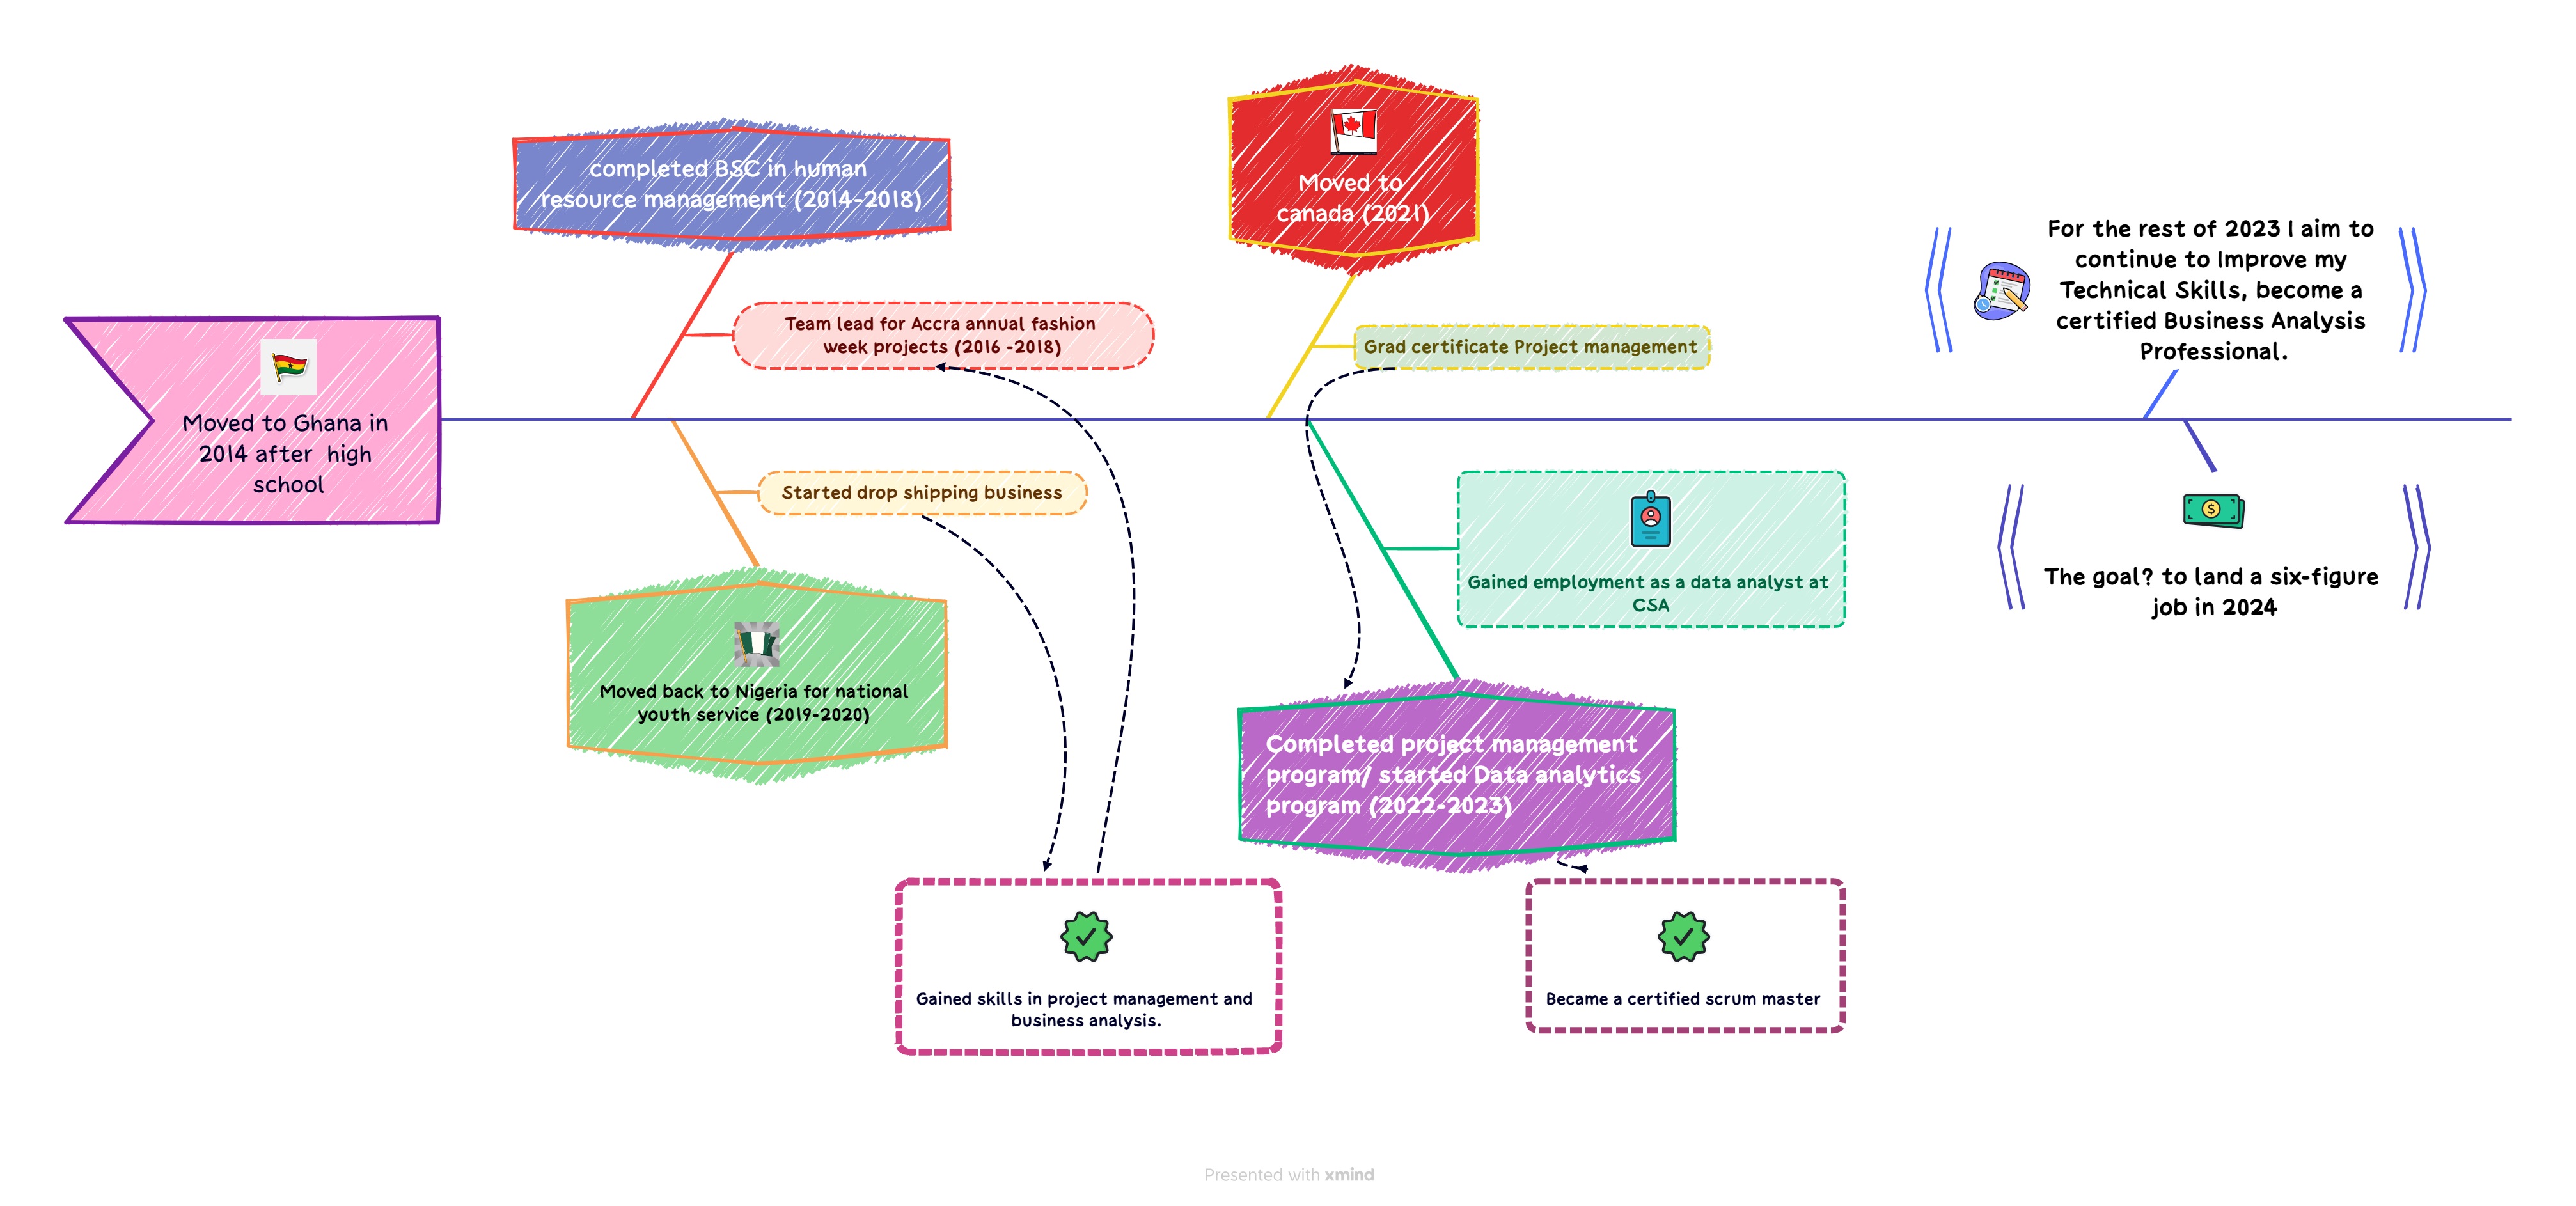 completed BSC in human
resource management (2014-2018)
Moved to
canada (2021)
For the rest of 2023 I aim to
continue to Improve my
Technical Skills, become a
certified Business Analysis
Professional.
Team lead for Accra annual fashion
week projects (2016 -2018)
Grad certificate Project management
Moved to Ghana in
2014 after  high
school
Started drop shipping business
Gained employment as a data analyst at
CSA
The goal? to land a six-figure
job in 2024
Moved back to Nigeria for national
youth service (2019-2020)
Completed project management
program/ started Data analytics
program (2022-2023)
Gained skills in project management and
business analysis.
Became a certified scrum master
Presented with xmind